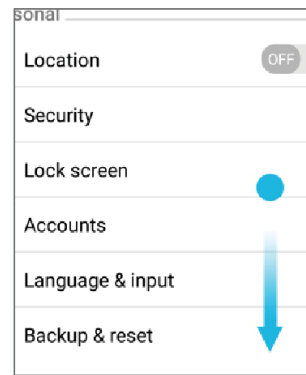 sonal
Location OFF
Security
Lock screen
Accounts
Language & input
Backup & reset